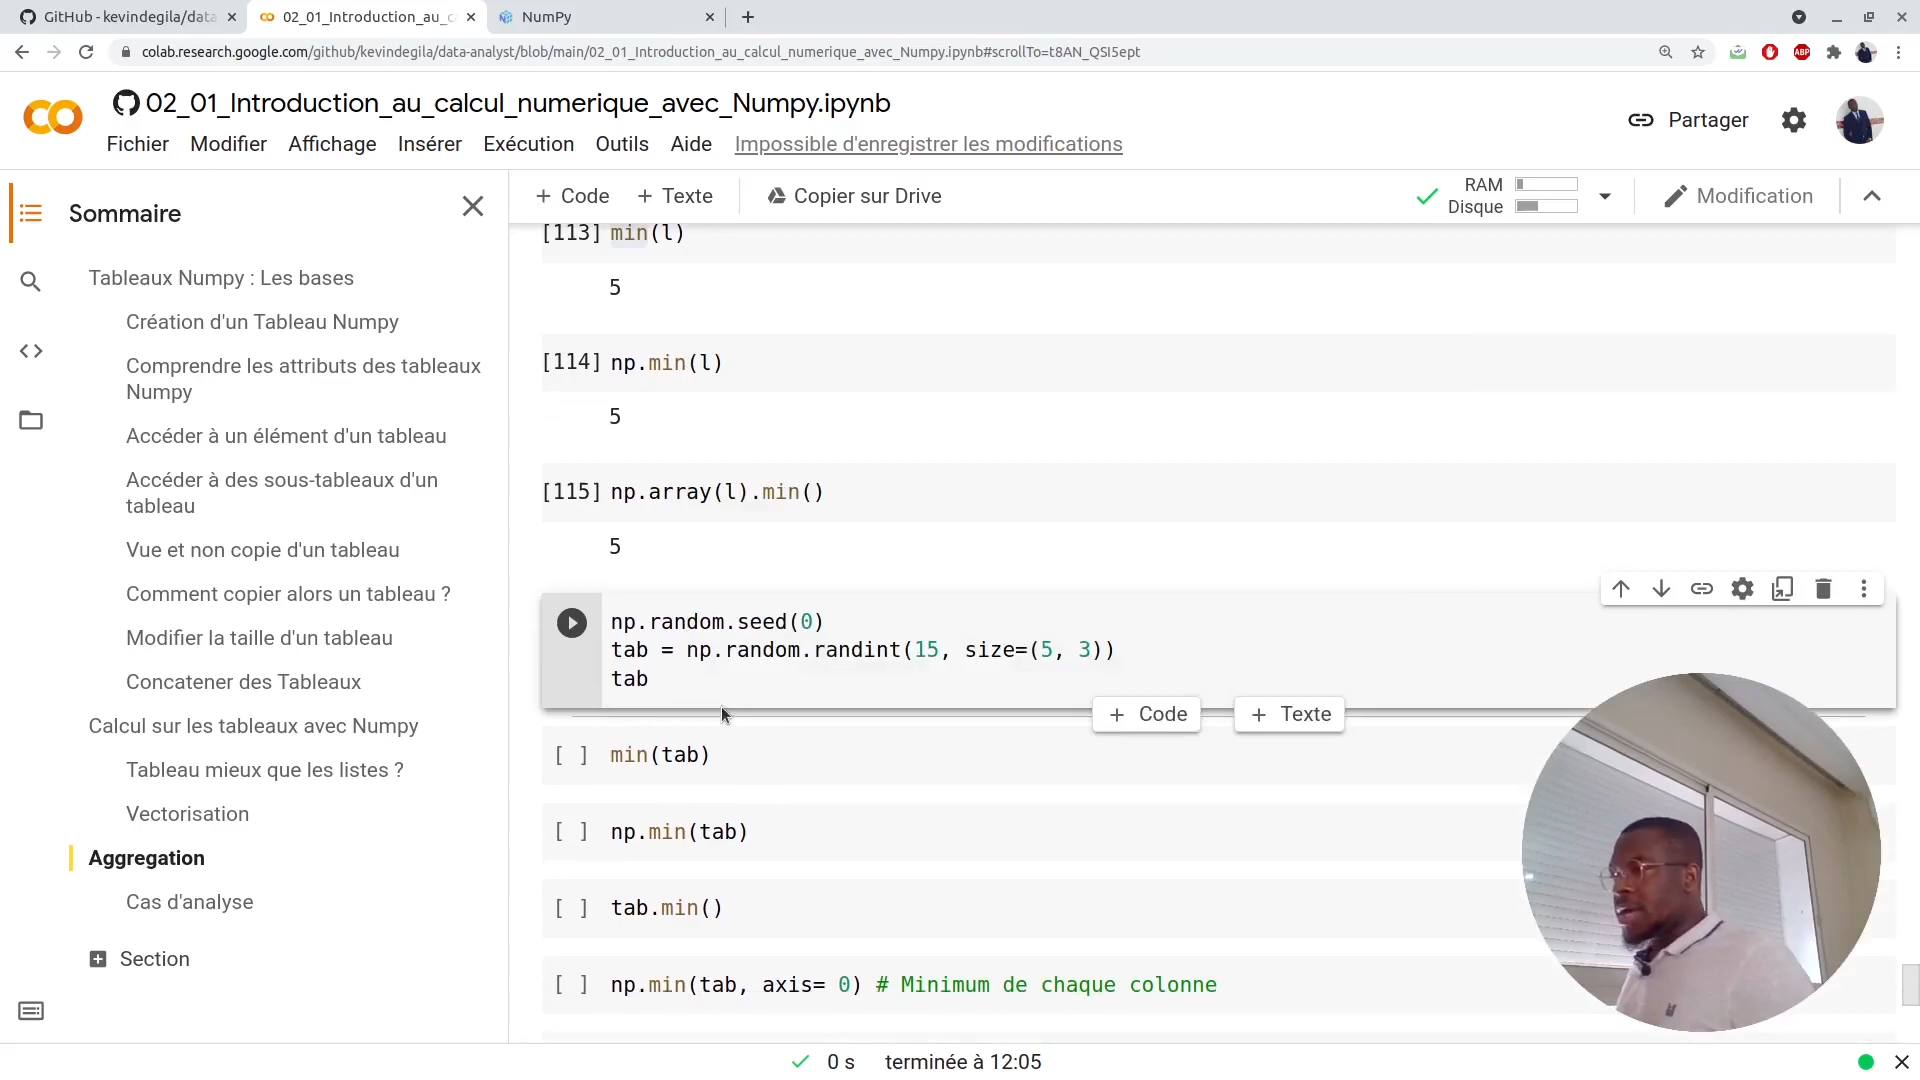 GitHub - kevindegila/data
02_01_Introduction_au_c
NumPy
colab.research.google.com/github/kevindegila/data-analyst/blob/main/02_01_Introduction_au_calcul_numerique_avec_Numpy.ipynb#scrollTo=t8AN_QSI5ept
ABP
02_01_Introduction_au_calcul_numerique_avec_Numpy.ipynb
Partager
Fichier Modifier Affichage Insérer Exécution Outils Aide Impossible d'enregistrer les modifications
+ Code + Texte Copier sur Drive
RAM
Disque
Modification
Sommaire
Tableaux Numpy : Les bases
Création d'un Tableau Numpy
Comprendre les attributs des tableaux
Numpy
Accéder à un élément d'un tableau
Accéder à des sous-tableaux d'un
tableau
Vue et non copie d'un tableau
Comment copier alors un tableau ?
Modifier la taille d'un tableau
Concatener des Tableaux
Calcul sur les tableaux avec Numpy
Tableau mieux que les listes ?
Vectorisation
Aggregation
Cas d'analyse
Section
[113] min(l)
5
[114] np.min(l)
5
[115] np.array(l).min()
5
np.random.seed(0)
tab = np.random.randint(15, size=(5, 3))
tab
+ Code + Texte
[ ] min(tab)
[ ] np.min(tab)
[ ] tab.min()
[ ] np.min(tab, axis= 0) # Minimum de chaque colonne
0 s terminée à 12:05